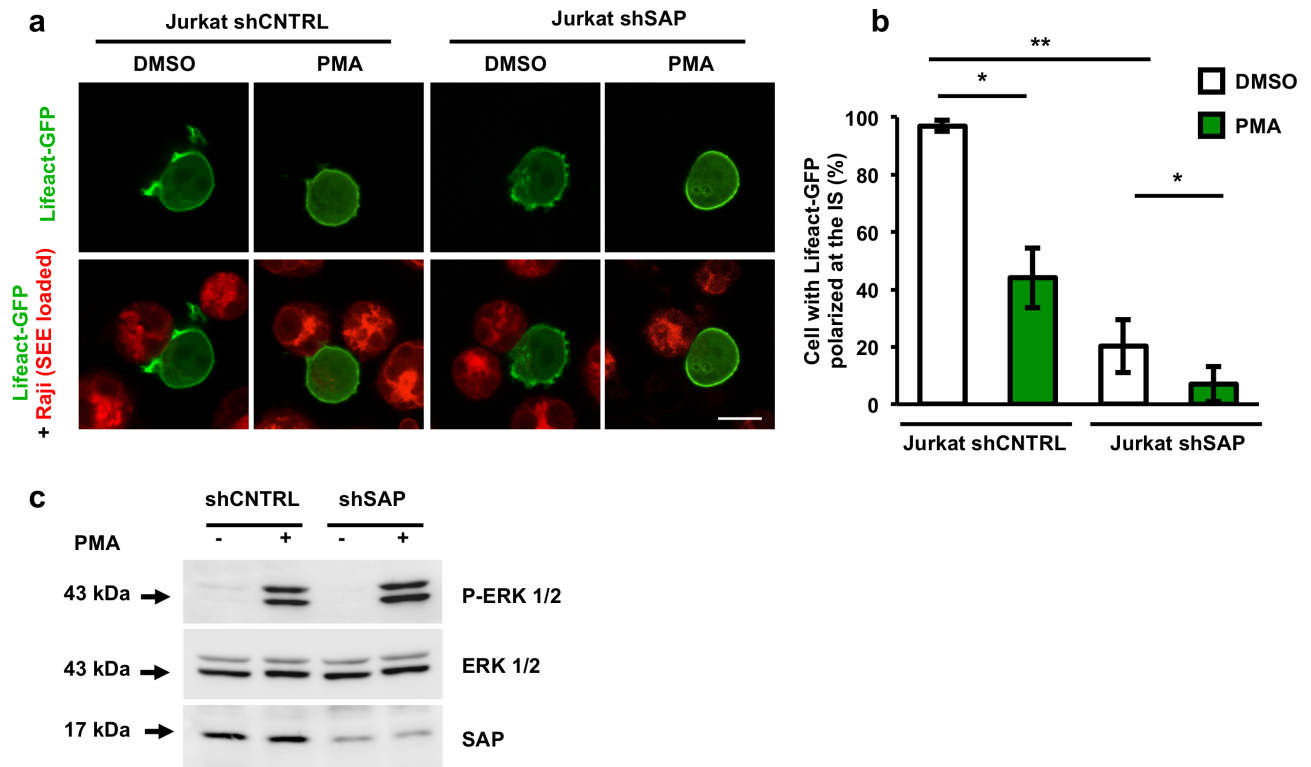 a
Jurkat shCNTRL
Jurkat shSAP
DMSO
PMA
DMSO
PMA
Lifeact-GFP
Lifeact-GFP
+ Raji (SEE loaded)
b
**
*
*
DMSO
PMA
Cell with Lifeact-GFP
polarized at the IS (%)
100
80
60
40
20
0
Jurkat shCNTRL
Jurkat shSAP
c
shCNTRL
shSAP
PMA
-
+
-
+
43 kDa
P-ERK 1/2
43 kDa
ERK 1/2
17 kDa
SAP